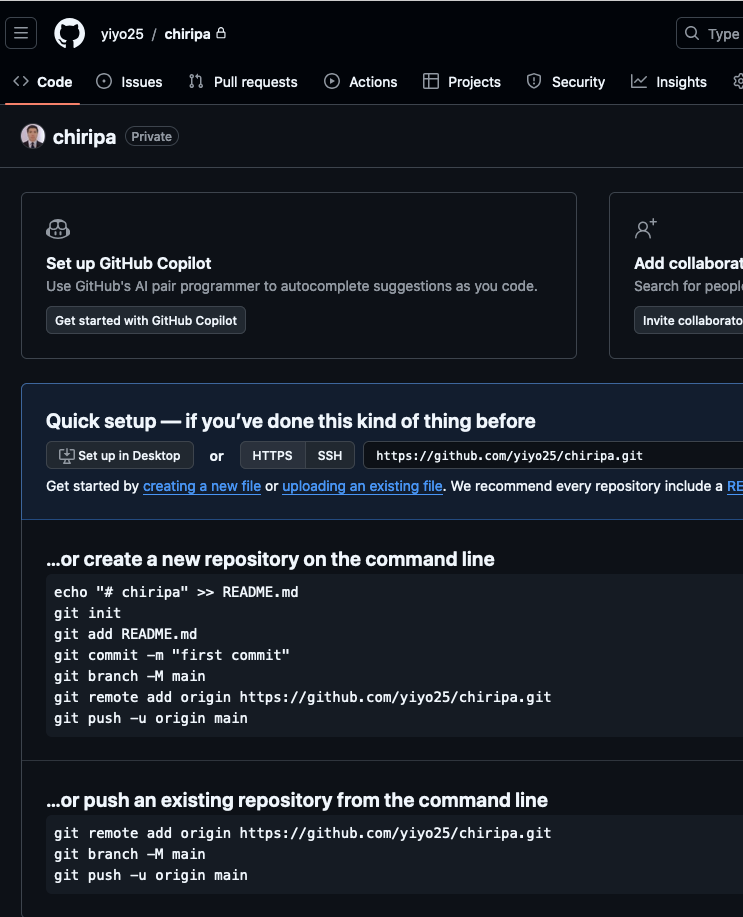 yiyo25 / chiripa
Type
Code
Issues
Pull requests
Actions
Projects
Security
Insights
chiripa
Private
Set up GitHub Copilot
Use GitHub's AI pair programmer to autocomplete suggestions as you code.
Get started with GitHub Copilot
Add collaborat
Search for people
Invite collaborato
Quick setup — if you’ve done this kind of thing before
Set up in Desktop or HTTPS SSH https://github.com/yiyo25/chiripa.git
Get started by creating a new file or uploading an existing file. We recommend every repository include a RE
…or create a new repository on the command line
echo "# chiripa" >> README.md
git init
git add README.md
git commit -m "first commit"
git branch -M main
git remote add origin https://github.com/yiyo25/chiripa.git
git push -u origin main
…or push an existing repository from the command line
git remote add origin https://github.com/yiyo25/chiripa.git
git branch -M main
git push -u origin main